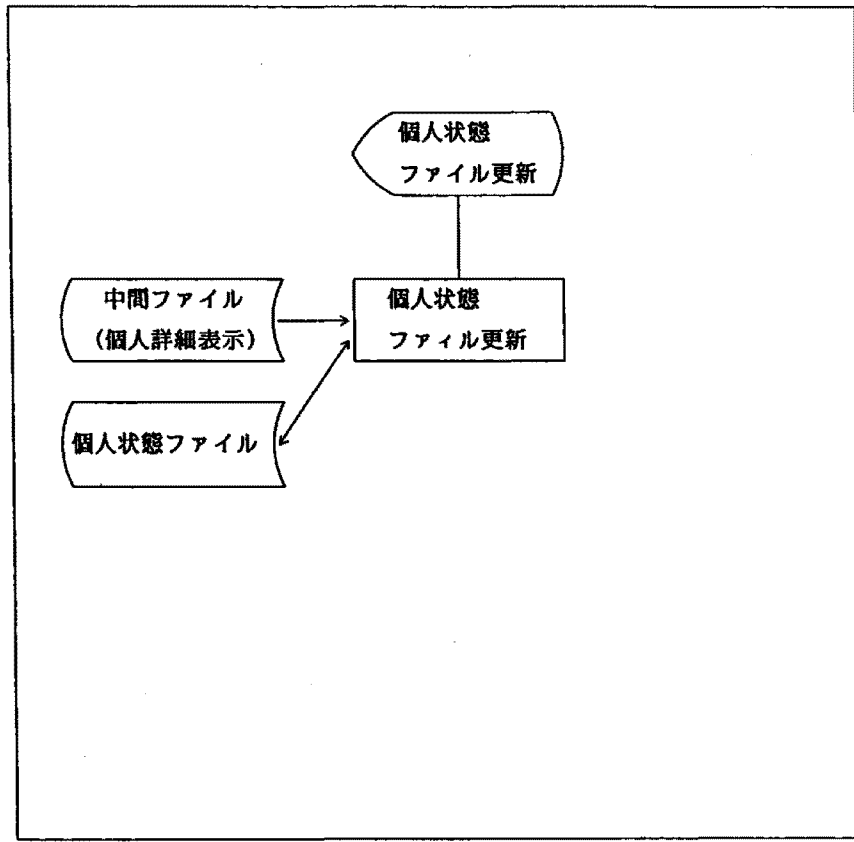 個人状態
ファイル更新
中間ファイル
(個人詳細表示)
個人状態
ファィル更新
個人状態ファイル